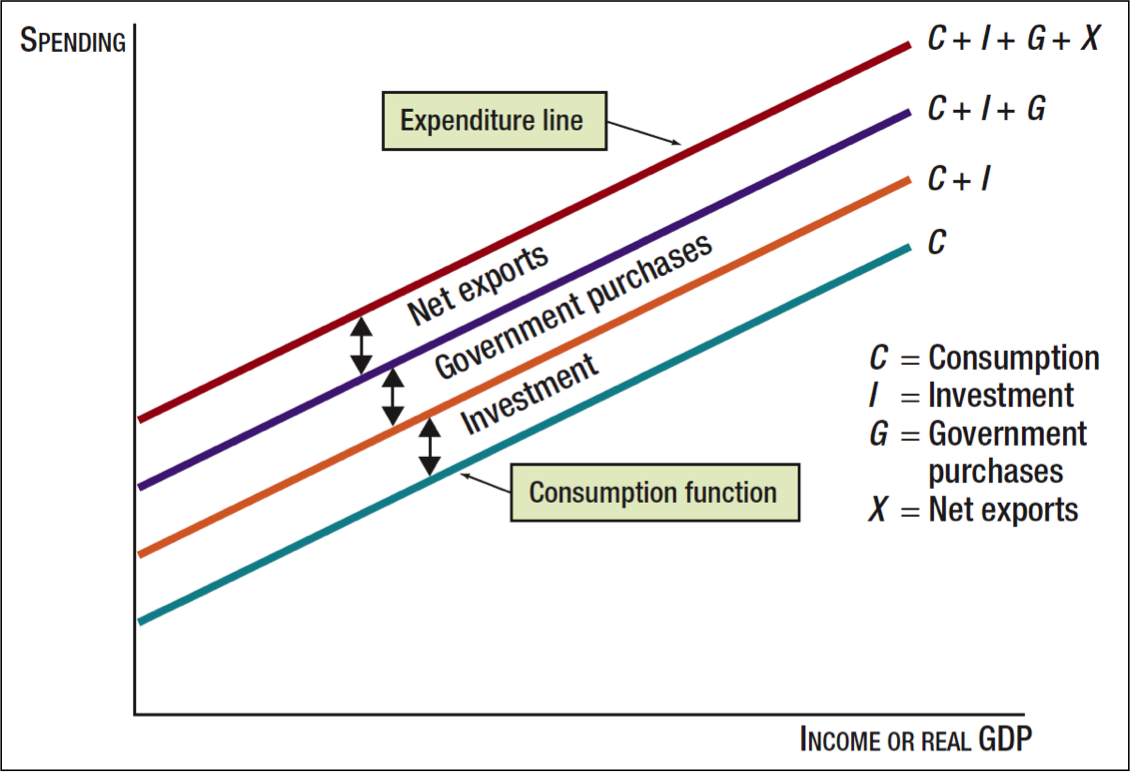 SPENDING
C + I + G + X
Expenditure line
C + I + G
C + I
C
Net exports
Government purchases
Investment
C = Consumption
I = Investment
G = Government
purchases
X = Net exports
Consumption function
INCOME OR REAL GDP